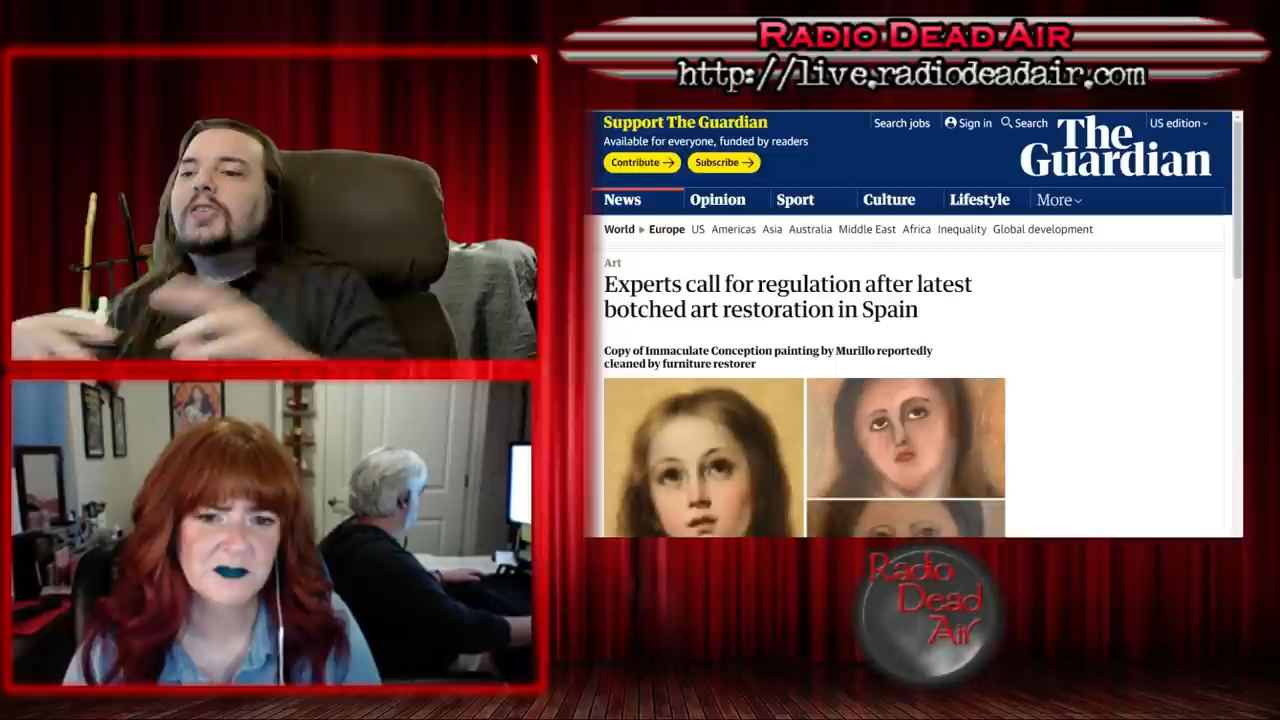 RADIO DEAD AIR
http://live.radiodeadair.com
Support The Guardian
Available for everyone, funded by readers
Contribute →
Subscribe →
Search jobs
Sign in
Search
US edition
The
Guardian
News
Opinion
Sport
Culture
Lifestyle
More
World
Europe
US
Americas
Asia
Australia
Middle East
Africa
Inequality
Global development
Art
Experts call for regulation after latest
botched art restoration in Spain
Copy of Immaculate Conception painting by Murillo reportedly
cleaned by furniture restorer
Radio
Dead
Air